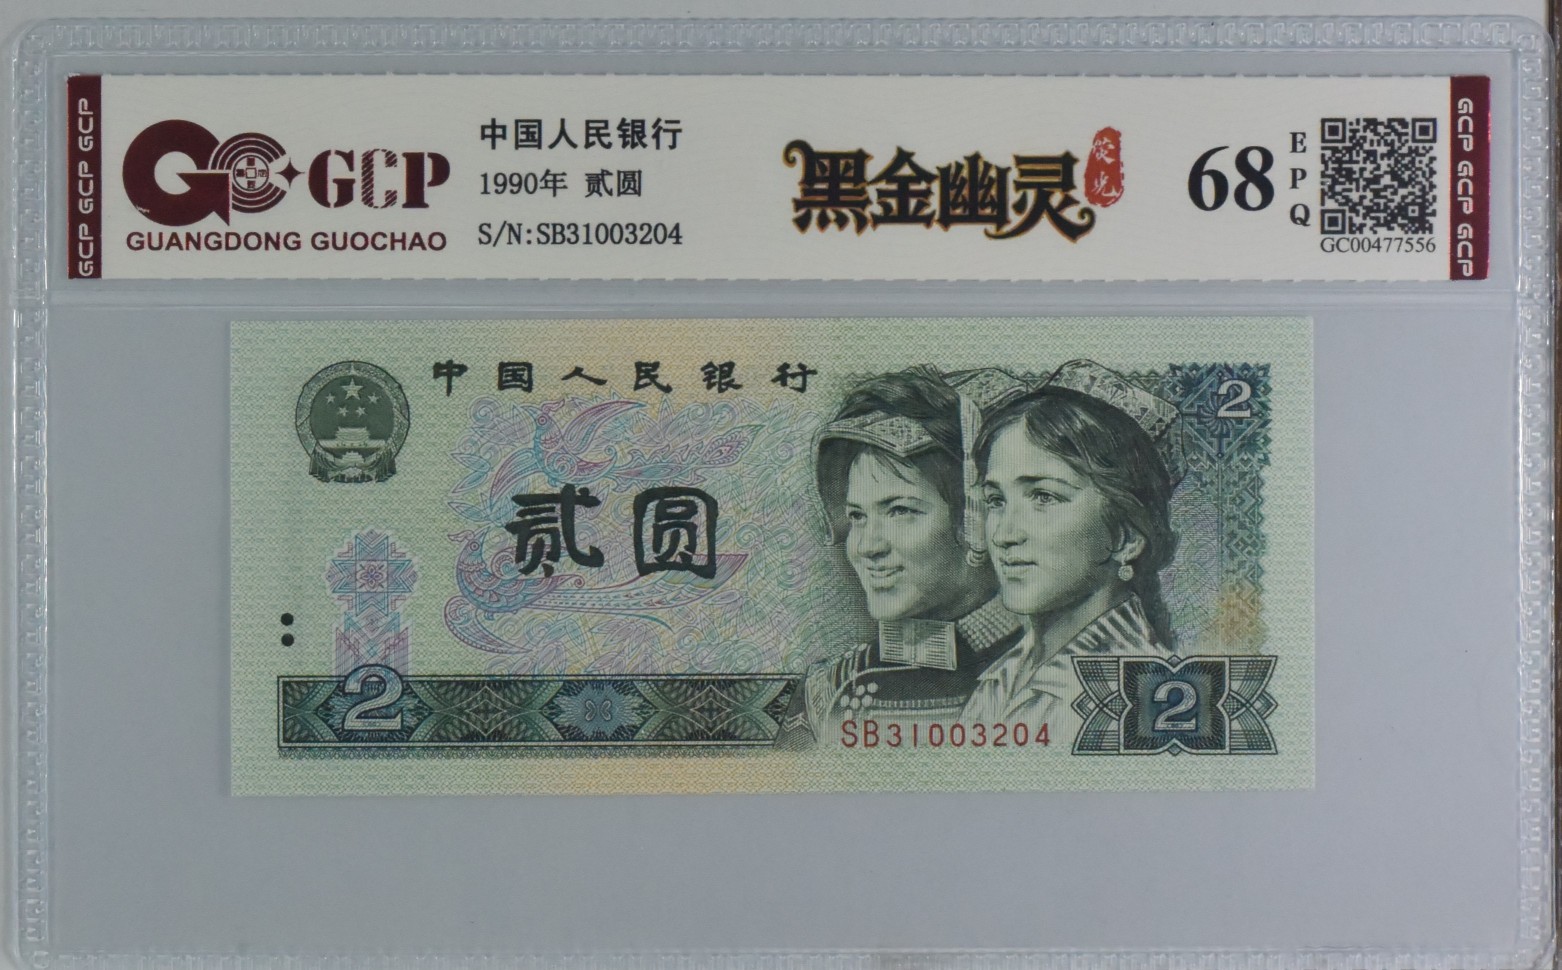 GCP GCP GCP
GCP
GUANGDONG GUOCHAO
中国人民银行
1990年 贰圆
S/N:SB31003204
黑金幽灵
荧光
68
EPQ
GC00477556
GCP GCP GCP
中国人民银行
2
贰圆
2
SB31003204
2